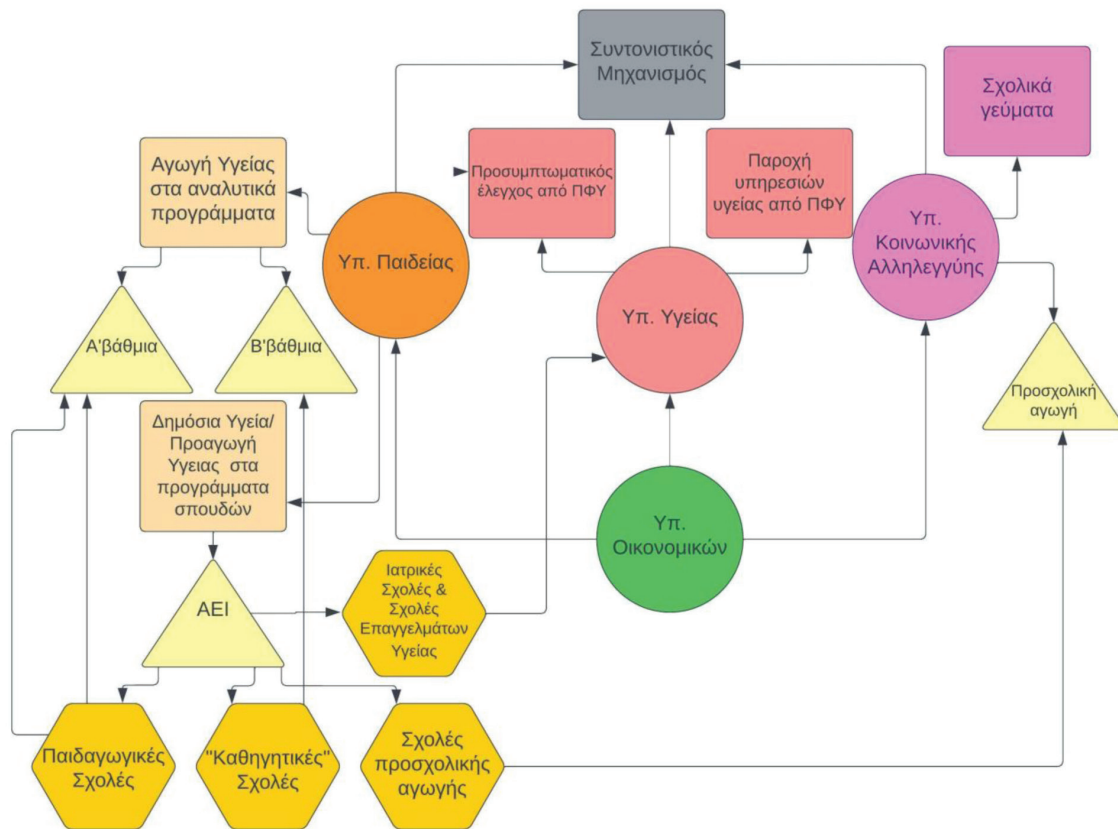 Συντονιστικός
Μηχανισμός
Σχολικά
γεύματα
Αγωγή Υγείας
στα αναλυτικά
προγράμματα
Προσυμπτωματικός
έλεγχος από ΠΦΥ
Παροχή
υπηρεσιών
υγείας από ΠΦΥ
Υπ. Παιδείας
Υπ.
Κοινωνικής
Αλληλεγγύης
Υπ. Υγείας
Α'βάθμια
Β'βάθμια
Προσχολική
αγωγή
Δημόσια Υγεία/
Προαγωγή
Υγειας στα
προγράμματα
σπουδών
Υπ.
Οικονομικών
Ιατρικές
Σχολές &
Σχολές
Επαγγελμάτων
Υγείας
ΑΕΙ
Παιδαγωγικές
Σχολές
"Καθηγητικές"
Σχολές
Σχολές
προσχολικής
αγωγής